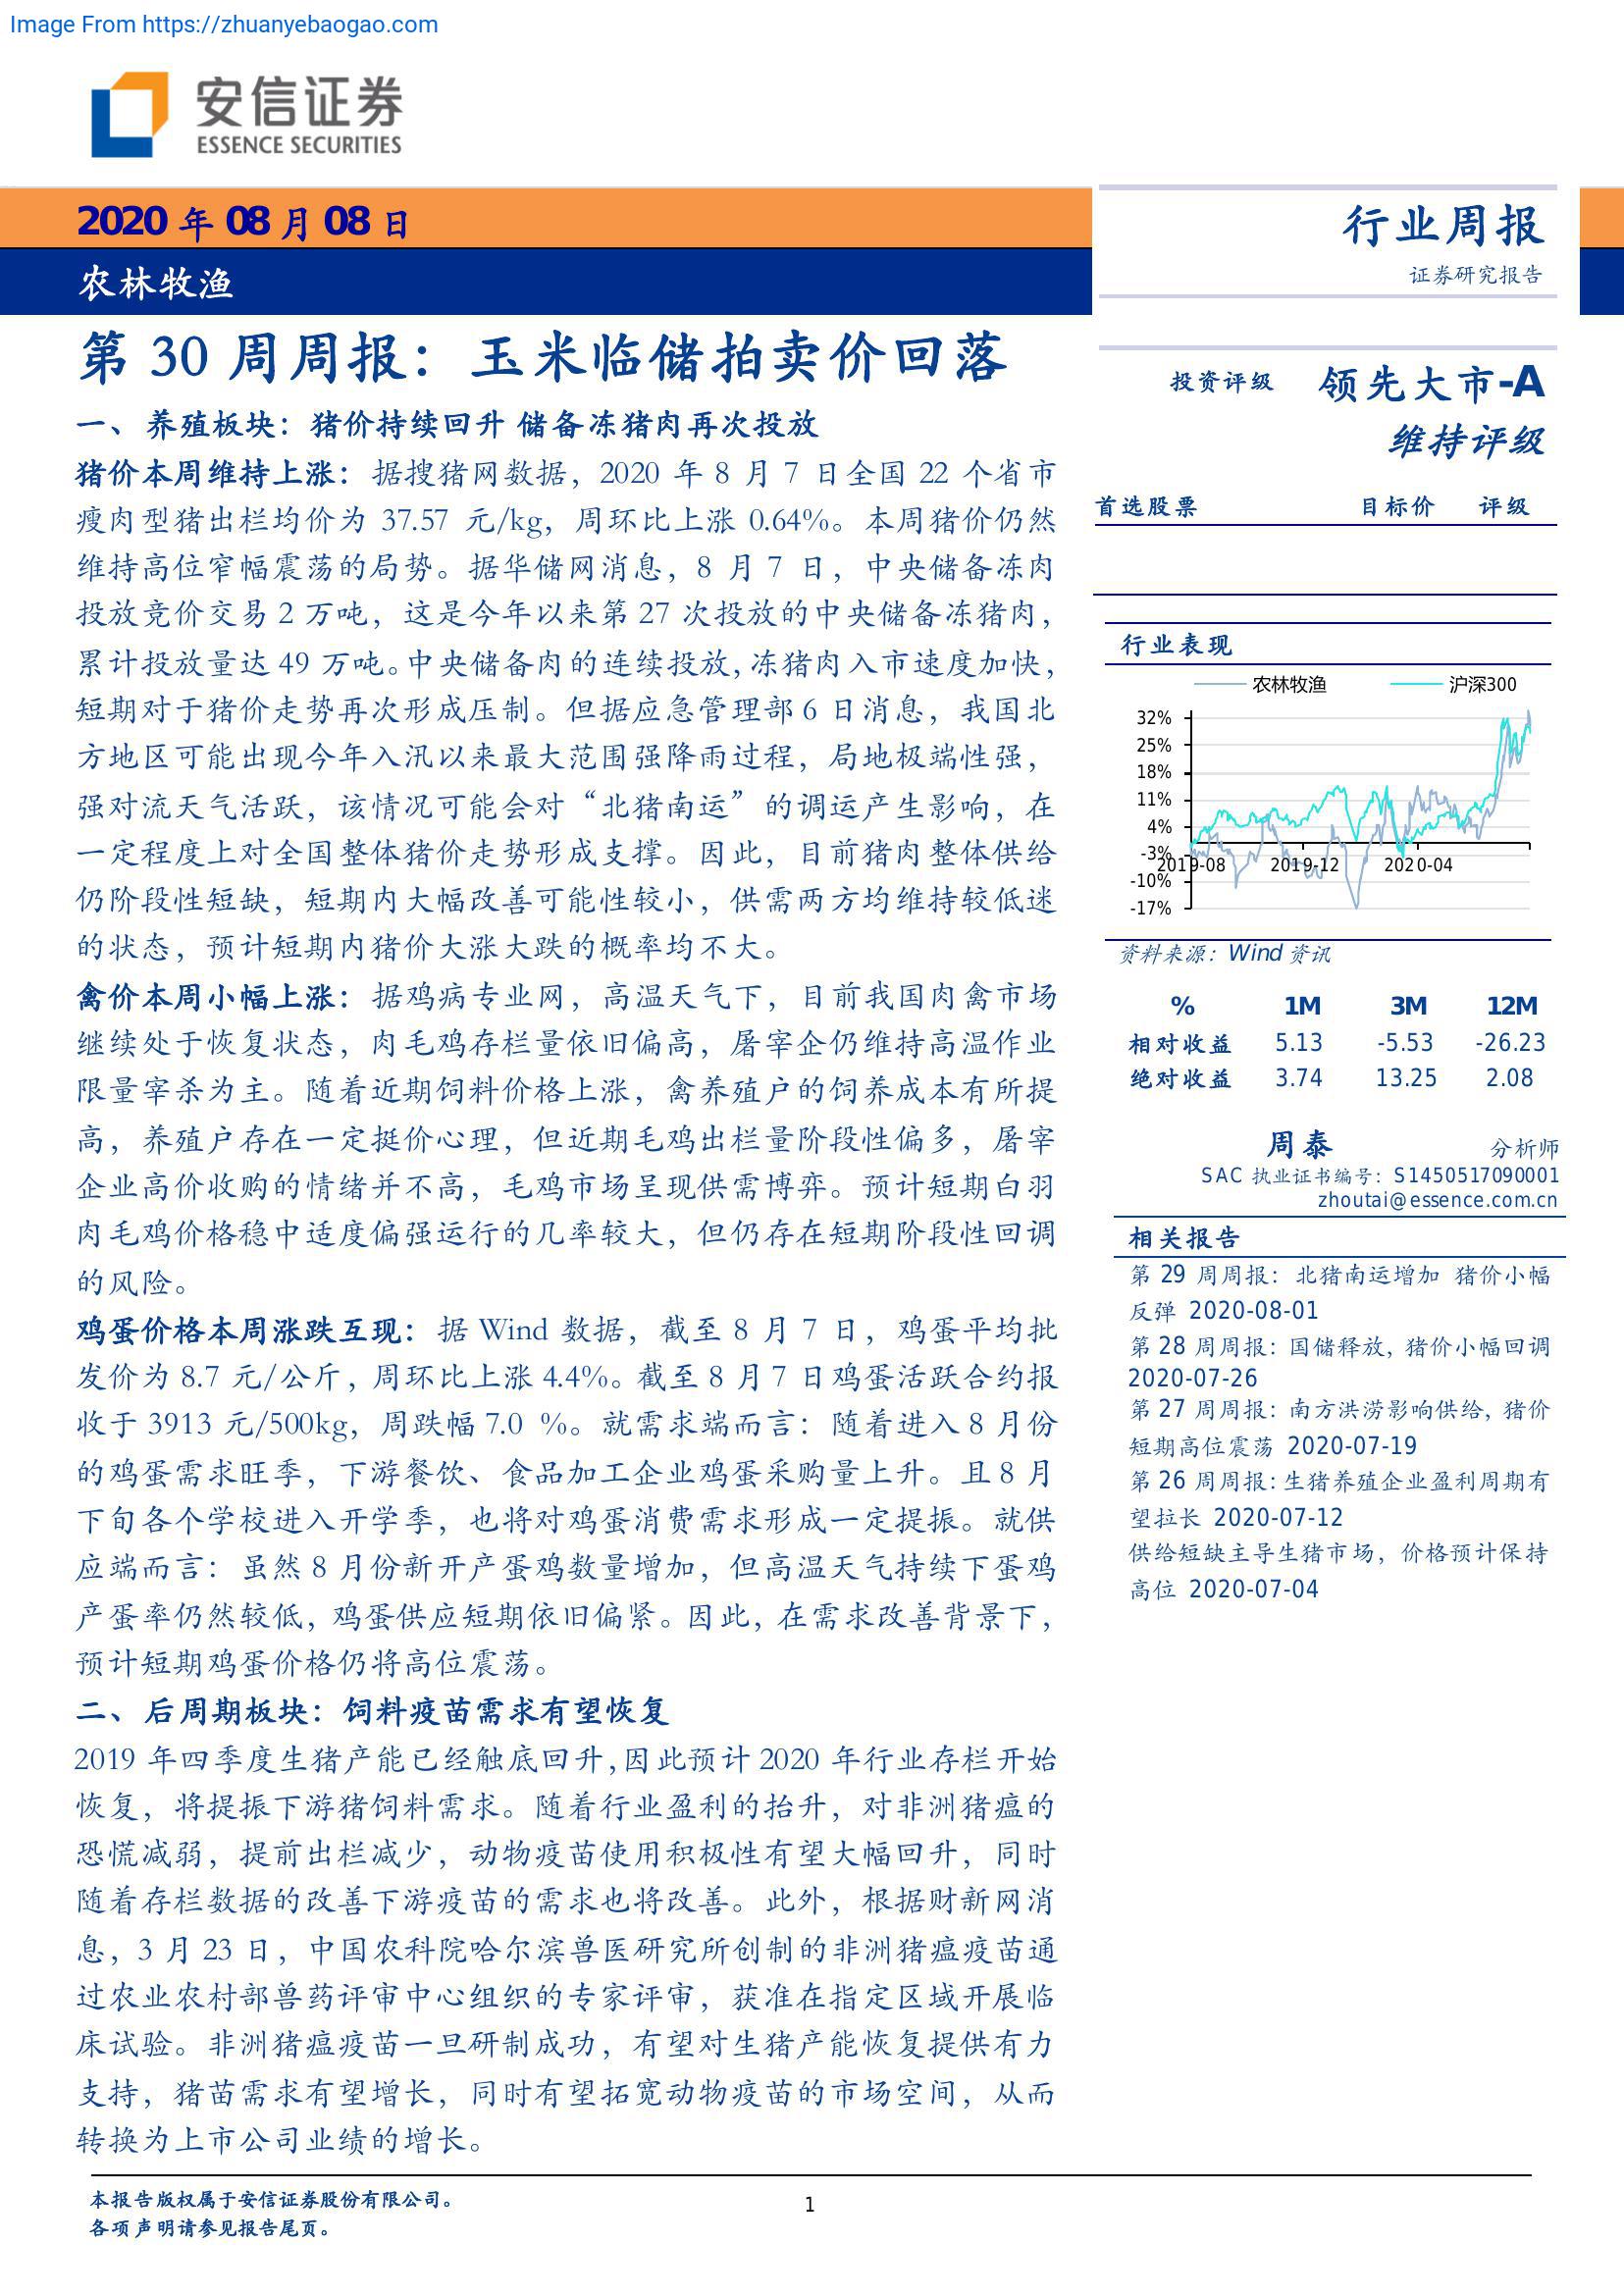 Image From https://zhuanyebaogao.com
安信证券
ESSENCE SECURITIES
2020 年 08 月 08 日
农林牧渔
行业周报
证券研究报告
第 30 周周报：玉米临储拍卖价回落
一、养殖板块：猪价持续回升 储备冻猪肉再次投放
猪价本周维持上涨：据搜猪网数据，2020 年 8 月 7 日全国 22 个省市
瘦肉型猪出栏均价为 37.57 元/kg，周环比上涨 0.64%。本周猪价仍然
维持高位窄幅震荡的局势。据华储网消息，8 月 7 日，中央储备冻肉
投放竞价交易 2 万吨，这是今年以来第 27 次投放的中央储备冻猪肉，
累计投放量达 49 万吨。中央储备肉的连续投放，冻猪肉入市速度加快，
短期对于猪价走势再次形成压制。但据应急管理部 6 日消息，我国北
方地区可能出现今年入汛以来最大范围强降雨过程，局地极端性强，
强对流天气活跃，该情况可能会对“北猪南运”的调运产生影响，在
一定程度上对全国整体猪价走势形成支撑。因此，目前猪肉整体供给
仍阶段性短缺，短期内大幅改善可能性较小，供需两方均维持较低迷
的状态，预计短期内猪价大涨大跌的概率均不大。
禽价本周小幅上涨：据鸡病专业网，高温天气下，目前我国肉禽市场
继续处于恢复状态，肉毛鸡存栏量依旧偏高，屠宰企仍维持高温作业
限量宰杀为主。随着近期饲料价格上涨，禽养殖户的饲养成本有所提
高，养殖户存在一定挺价心理，但近期毛鸡出栏量阶段性偏多，屠宰
企业高价收购的情绪并不高，毛鸡市场呈现供需博弈。预计短期白羽
肉毛鸡价格稳中适度偏强运行的几率较大，但仍存在短期阶段性回调
的风险。
鸡蛋价格本周涨跌互现：据 Wind 数据，截至 8 月 7 日，鸡蛋平均批
发价为 8.7 元/公斤，周环比上涨 4.4%。截至 8 月 7 日鸡蛋活跃合约报
收于 3913 元/500kg，周跌幅 7.0 %。就需求端而言：随着进入 8 月份
的鸡蛋需求旺季，下游餐饮、食品加工企业鸡蛋采购量上升。且 8 月
下旬各个学校进入开学季，也将对鸡蛋消费需求形成一定提振。就供
应端而言：虽然 8 月份新开产蛋鸡数量增加，但高温天气持续下蛋鸡
产蛋率仍然较低，鸡蛋供应短期依旧偏紧。因此，在需求改善背景下，
预计短期鸡蛋价格仍将高位震荡。
二、后周期板块：饲料疫苗需求有望恢复
2019 年四季度生猪产能已经触底回升，因此预计 2020 年行业存栏开始
恢复，将提振下游猪饲料需求。随着行业盈利的抬升，对非洲猪瘟的
恐慌减弱，提前出栏减少，动物疫苗使用积极性有望大幅回升，同时
随着存栏数据的改善下游疫苗的需求也将改善。此外，根据财新网消
息，3 月 23 日，中国农科院哈尔滨兽医研究所创制的非洲猪瘟疫苗通
过农业农村部兽药评审中心组织的专家评审，获准在指定区域开展临
床试验。非洲猪瘟疫苗一旦研制成功，有望对生猪产能恢复提供有力
支持，猪苗需求有望增长，同时有望拓宽动物疫苗的市场空间，从而
转换为上市公司业绩的增长。
投资评级 领先大市-A
维持评级
首选股票 目标价 评级
行业表现
农林牧渔 沪深300
32%
25%
18%
11%
4%
-3%
-10%
-17%
2019-08 2019-12 2020-04
资料来源：Wind 资讯
% 1M 3M 12M
相对收益 5.13 -5.53 -26.23
绝对收益 3.74 13.25 2.08
周泰 分析师
SAC 执业证书编号：S1450517090001
zhoutai@essence.com.cn
相关报告
第 29 周周报：北猪南运增加 猪价小幅
反弹 2020-08-01
第 28 周周报：国储释放，猪价小幅回调
2020-07-26
第 27 周周报：南方洪涝影响供给，猪价
短期高位震荡 2020-07-19
第 26 周周报：生猪养殖企业盈利周期有
望拉长 2020-07-12
供给短缺主导生猪市场，价格预计保持
高位 2020-07-04
本报告版权属于安信证券股份有限公司。
各项声明请参见报告尾页。
1